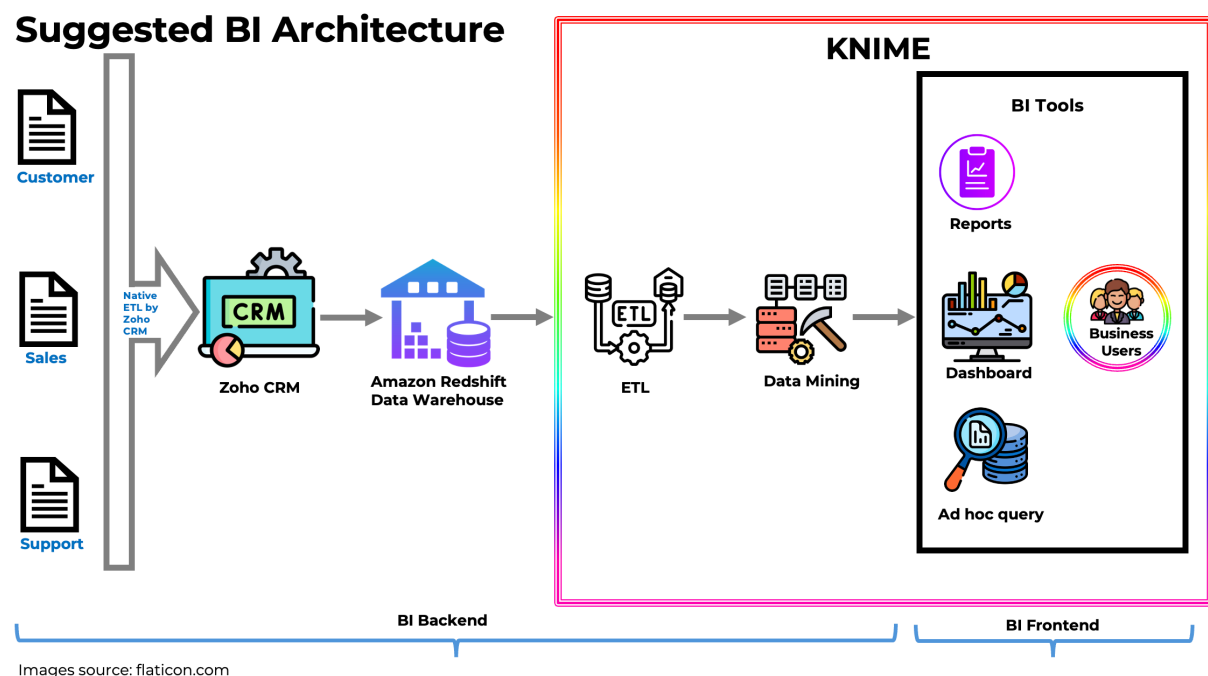 Suggested BI Architecture
KNIME
BI Tools
Customer
Reports
Sales
Native
ETL by
Zoho
CRM
CRM
Zoho CRM
Amazon Redshift
Data Warehouse
ETL
ETL
Data Mining
Dashboard
Business
Users
Ad hoc query
Support
BI Backend
BI Frontend
Images source: flaticon.com